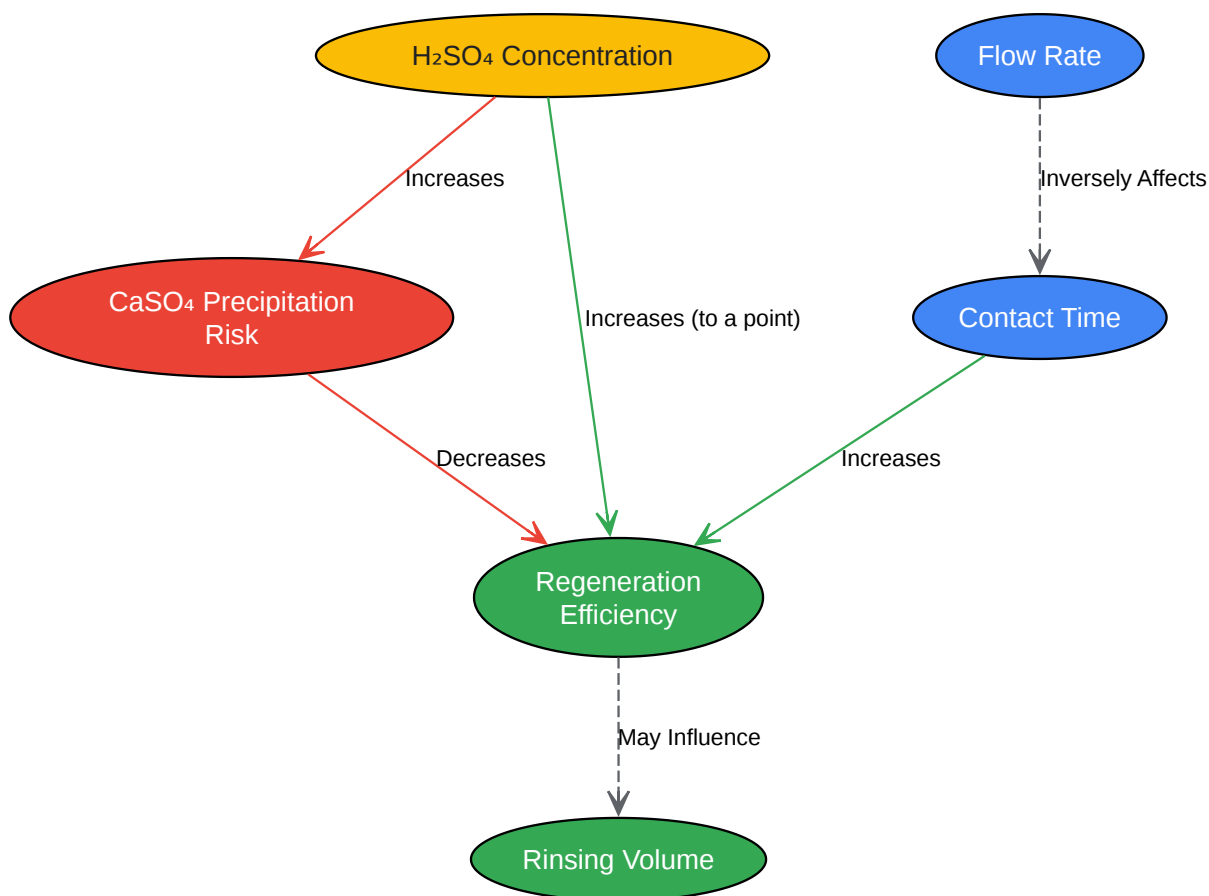 H₂SO₄ Concentration
Flow Rate
Increases
Inversely Affects
CaSO₄ Precipitation
Risk
Increases (to a point)
Contact Time
Decreases
Increases
Regeneration
Efficiency
May Influence
Rinsing Volume